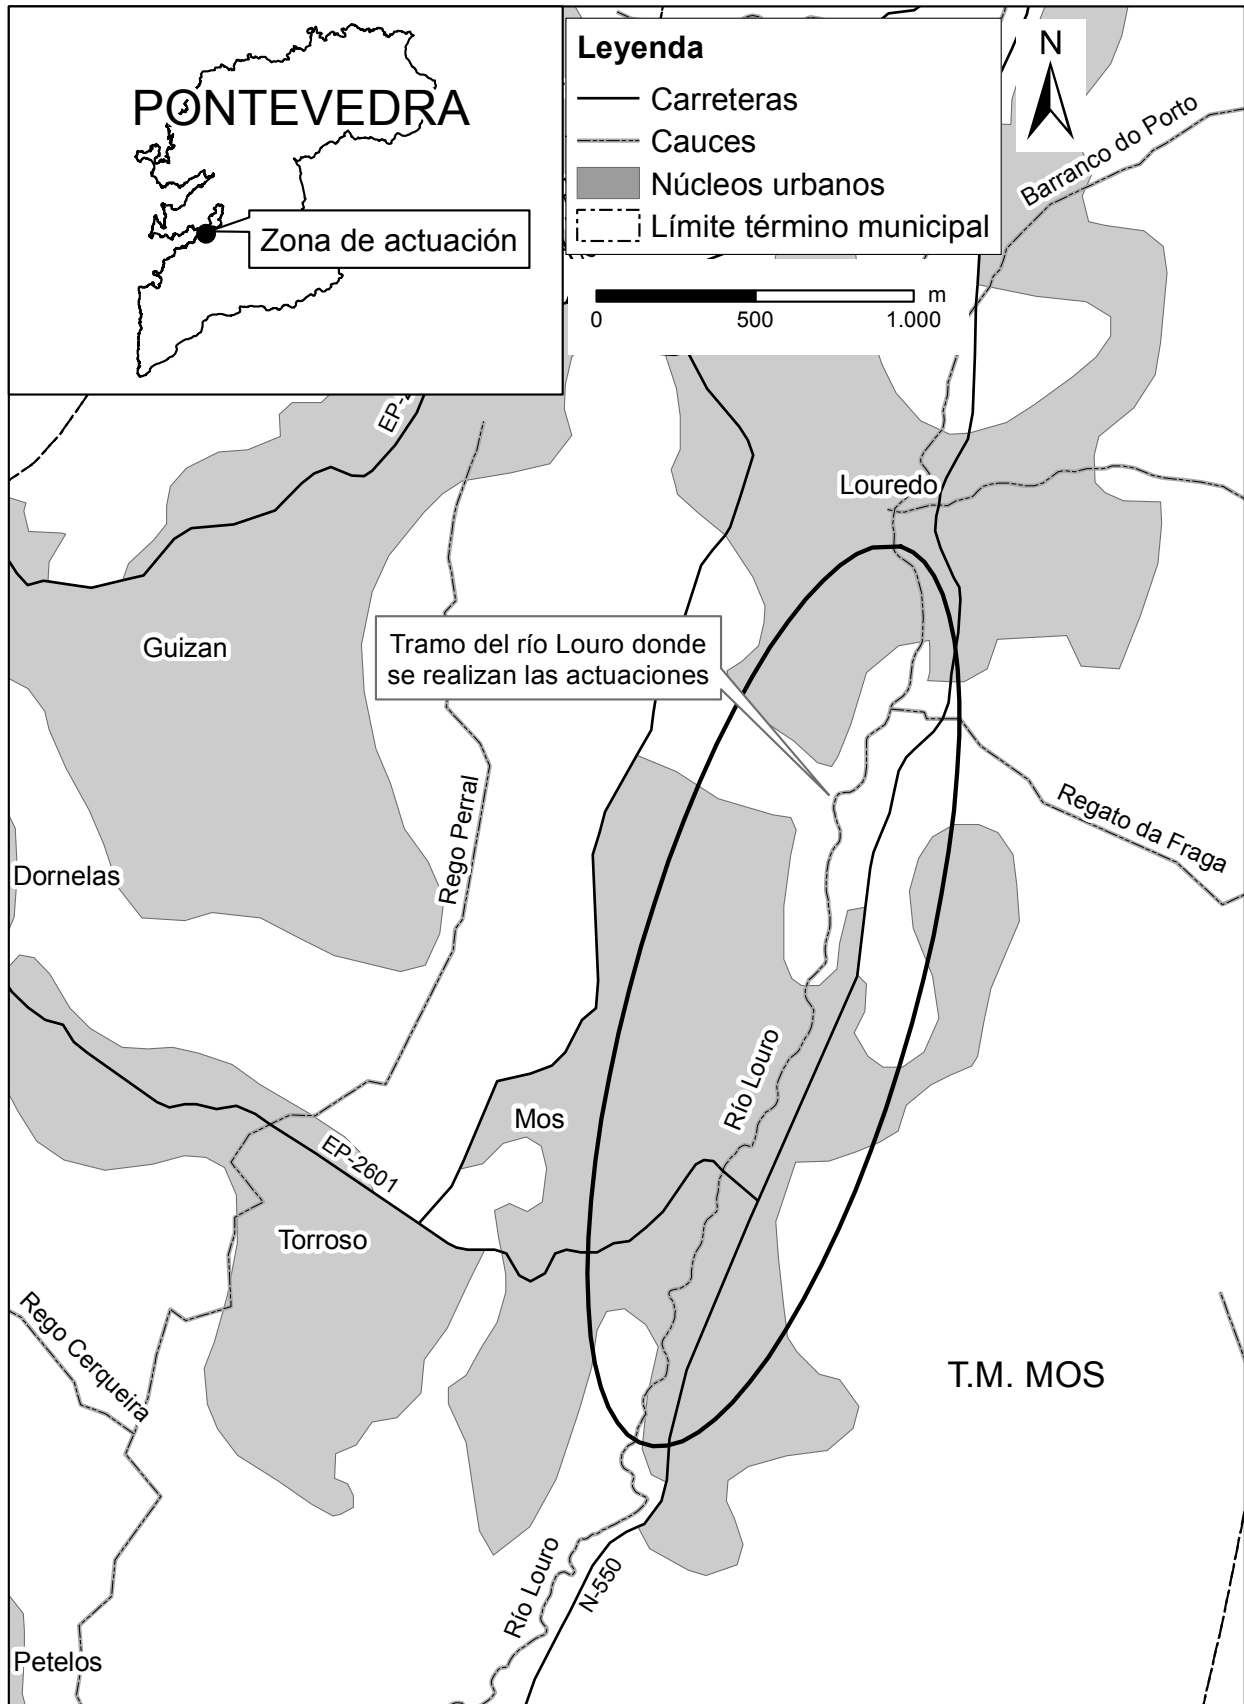 PONTEVEDRA
Zona de actuación
Leyenda
Carreteras
Cauces
Núcleos urbanos
Límite término municipal
N
m
0 500 1.000
Barranco do Porto
Louredo
Guizan
Tramo del río Louro donde
se realizan las actuaciones
Regato da Fraga
Rego Perral
Dornelas
Río Louro
Mos
EP-2601
Torroso
Rego Cerqueira
T.M. MOS
Río Louro
N-550
Petelos